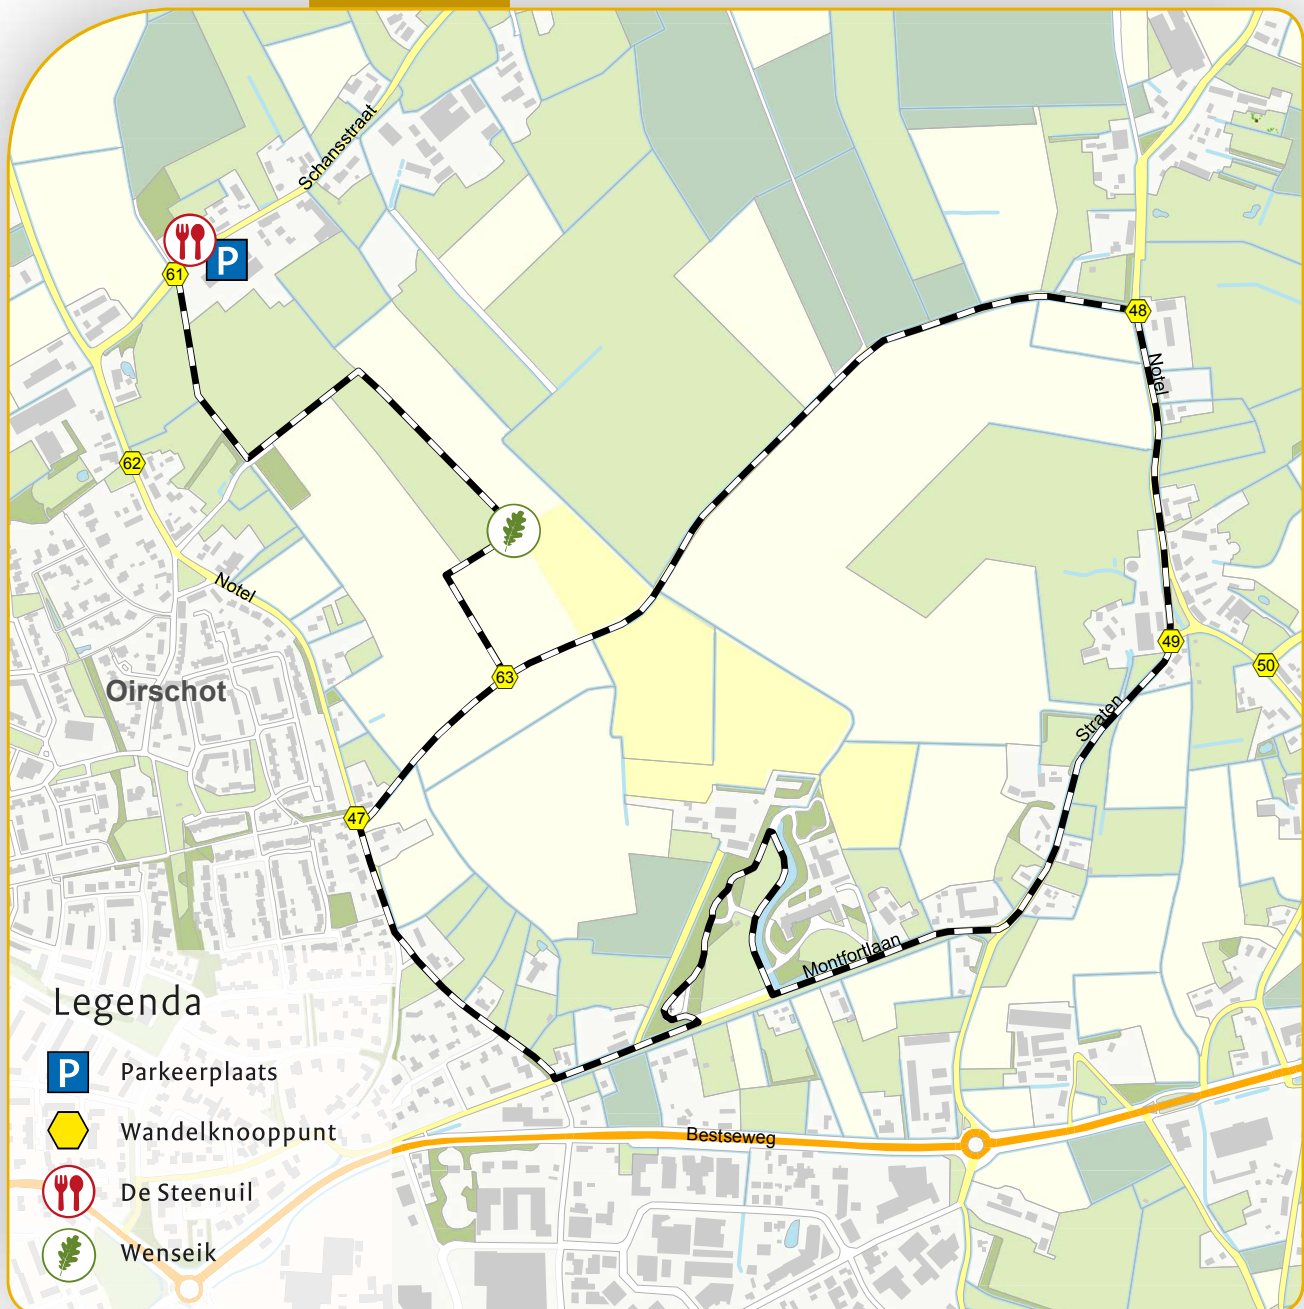 Schansstraat
P
61
48
Notel
62
Notel
49
50
63
Oirschot
Straten
47
Montfortlaan
Legenda
P Parkeerplaats
Wandelknooppunt
De Steenuil
Wenseik
Bestseweg